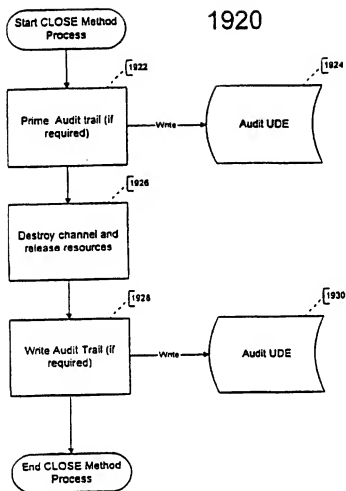 Start CLOSE Method
Process
1920
1922
1924
Prime Audit trail (if
required)
Write
Audit UDE
1926
Destroy channel and
release resources
1928
1930
Write Audit Trail (if
required)
Write
Audit UDE
End CLOSE Method
Process